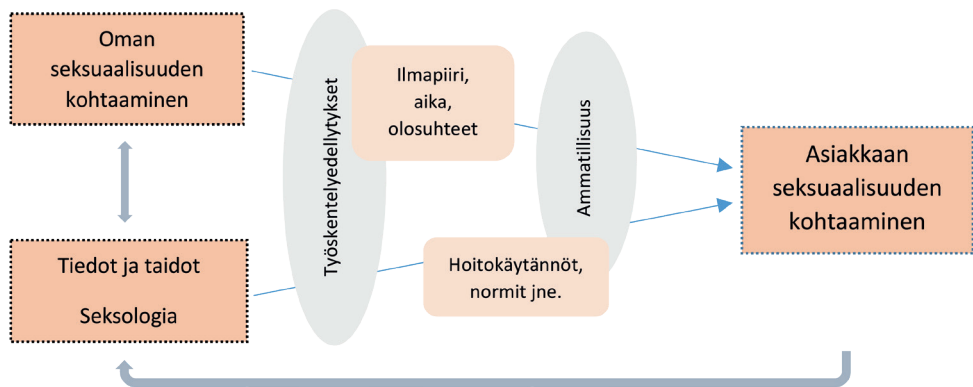 Oman
seksuaalisuuden
kohtaaminen
Tiedot ja taidot
Seksologia
Työskentelyedellytykset
Ilmapiiri,
aika,
olosuhteet
Hoitokäytännöt,
normit jne.
Ammatillisuus
Asiakkaan
seksuaalisuuden
kohtaaminen